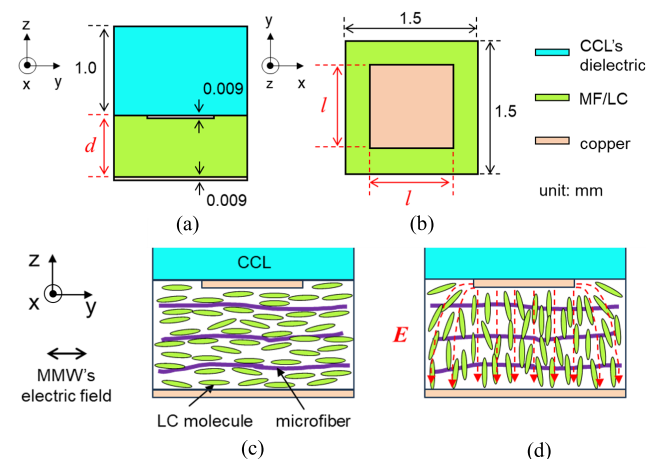 z
x
y
1.0
0.009
d
0.009
(a)
y
z
x
1.5
l
l
1.5
(b)
CCL's
dielectric
MF/LC
copper
unit: mm
z
x
y
MMW's
electric field
CCL
LC molecule
microfiber
(c)
E
(d)